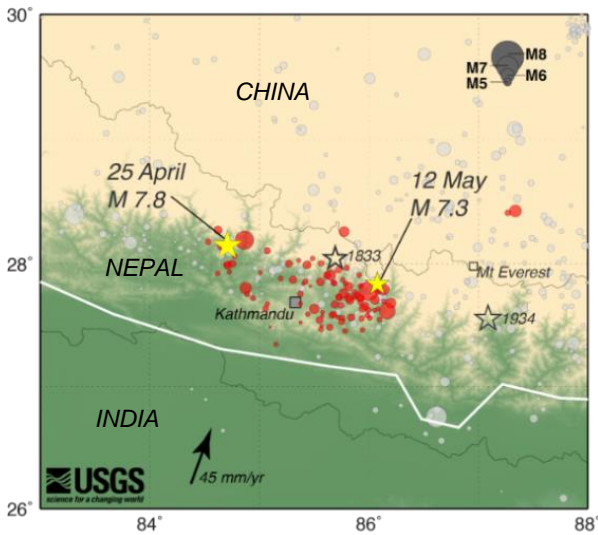 30°
M8
M7
M6
M5
CHINA
25 April
M 7.8
12 May
M 7.3
1833
28°
NEPAL
Mt Everest
Kathmandu
1934
INDIA
45 mm/yr
USGS
science for a changing world
26°
84°
86°
88°